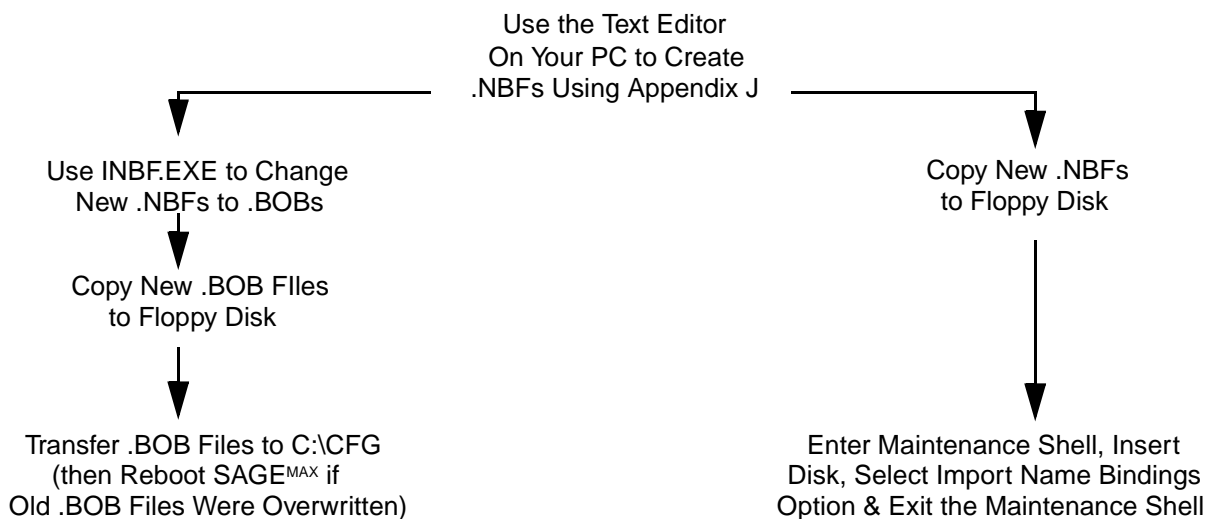 Use the Text Editor
On Your PC to Create
.NBFs Using Appendix J
Use INBF.EXE to Change
New .NBFs to .BOBs
Copy New .BOB FIles
to Floppy Disk
Transfer .BOB Files to C:\CFG
(then Reboot SAGEMAX if
Old .BOB Files Were Overwritten)
Copy New .NBFs
to Floppy Disk
Enter Maintenance Shell, Insert
Disk, Select Import Name Bindings
Option & Exit the Maintenance Shell